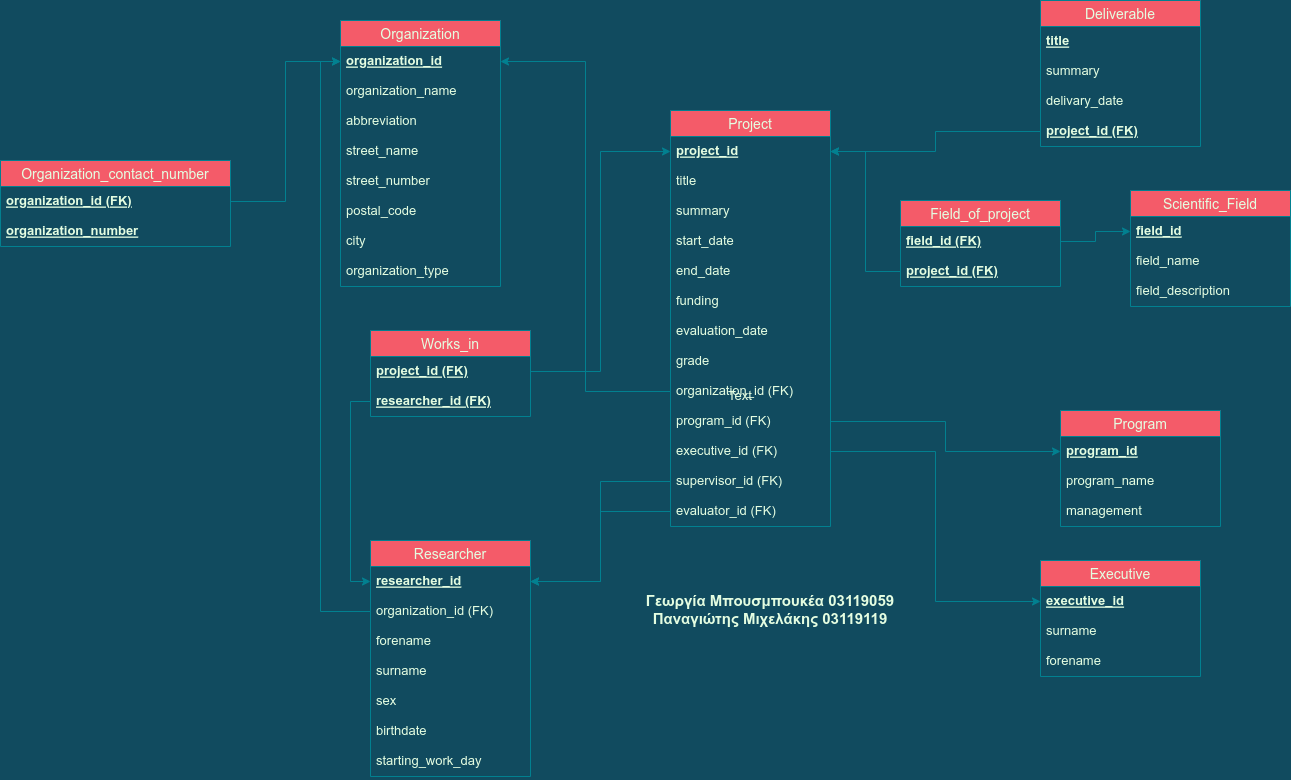 Organization
organization_id
organization_name
abbreviation
street_name
street_number
postal_code
city
organization_type
Organization_contact_number
organization_id (FK)
organization_number
Works_in
project_id (FK)
researcher_id (FK)
Researcher
researcher_id
organization_id (FK)
forename
surname
sex
birthdate
starting_work_day
Project
project_id
title
summary
start_date
end_date
funding
evaluation_date
grade
organization_id (FK)
Text
program_id (FK)
executive_id (FK)
supervisor_id (FK)
evaluator_id (FK)
Γεωργία Μπουσμπουκέα 03119059
Παναγιώτης Μιχελάκης 03119119
Deliverable
title
summary
delivary_date
project_id (FK)
Field_of_project
field_id (FK)
project_id (FK)
Scientific_Field
field_id
field_name
field_description
Program
program_id
program_name
management
Executive
executive_id
surname
forename